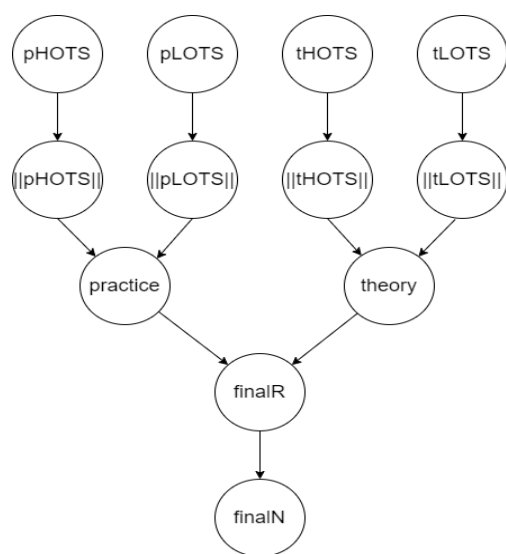 pHOTS pLOTS tHOTS tLOTS
||pHOTS|| ||pLOTS|| ||tHOTS|| ||tLOTS||
practice theory
finalR
finalN